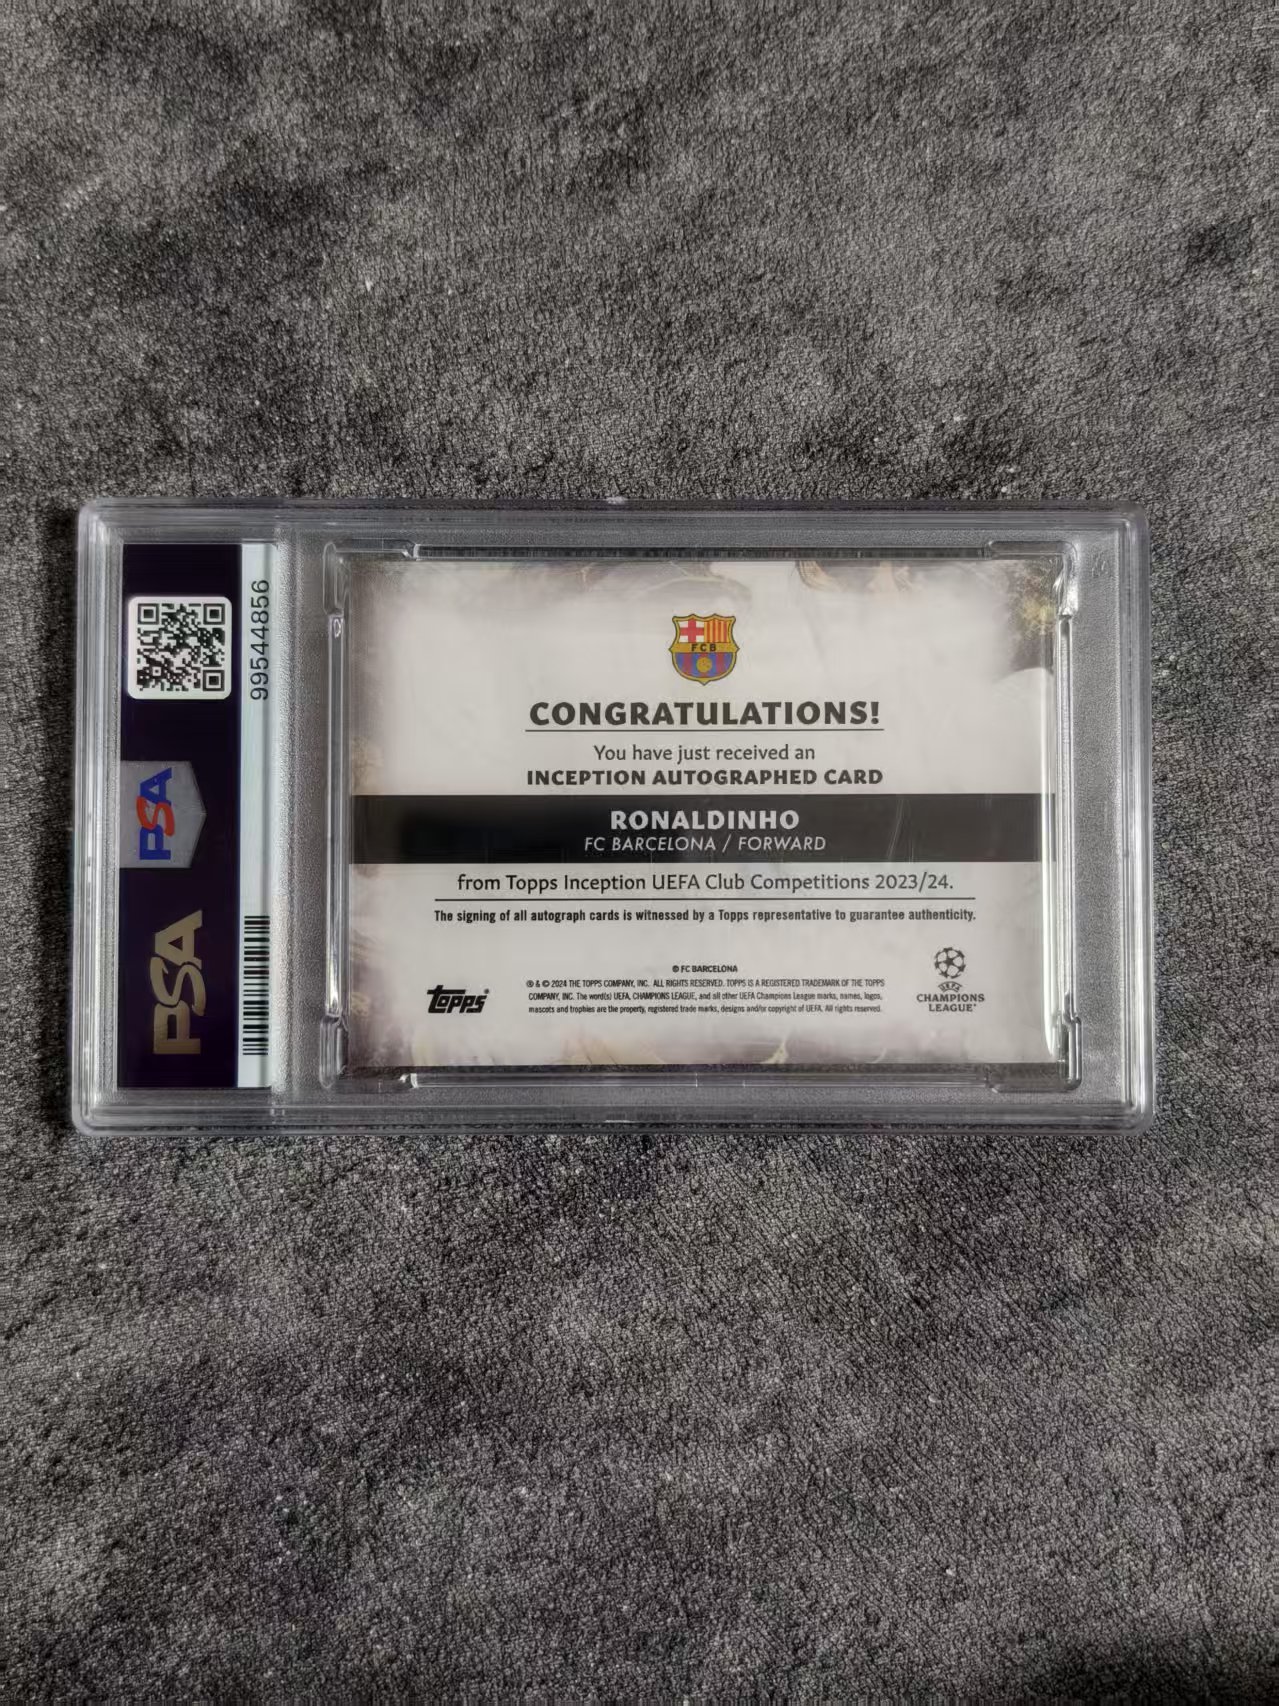 99544856
PSA
PSA
FCB
CONGRATULATIONS!
You have just received an
INCEPTION AUTOGRAPHED CARD
RONALDINHO
FC BARCELONA / FORWARD
from Topps Inception UEFA Club Competitions 2023/24.
The signing of all autograph cards is witnessed by a Topps representative to guarantee authenticity.
© FC BARCELONA
® & © 2024 THE TOPPS COMPANY, INC. ALL RIGHTS RESERVED. TOPPS IS A REGISTERED TRADEMARK OF THE TOPPS
COMPANY, INC. The word(s) UEFA, CHAMPIONS LEAGUE, and all other UEFA Champions League marks, names, logos,
mascots and trophies are the property, registered trade marks, designs and/or copyright of UEFA. All rights reserved.
Topps®
UEFA
CHAMPIONS
LEAGUE®